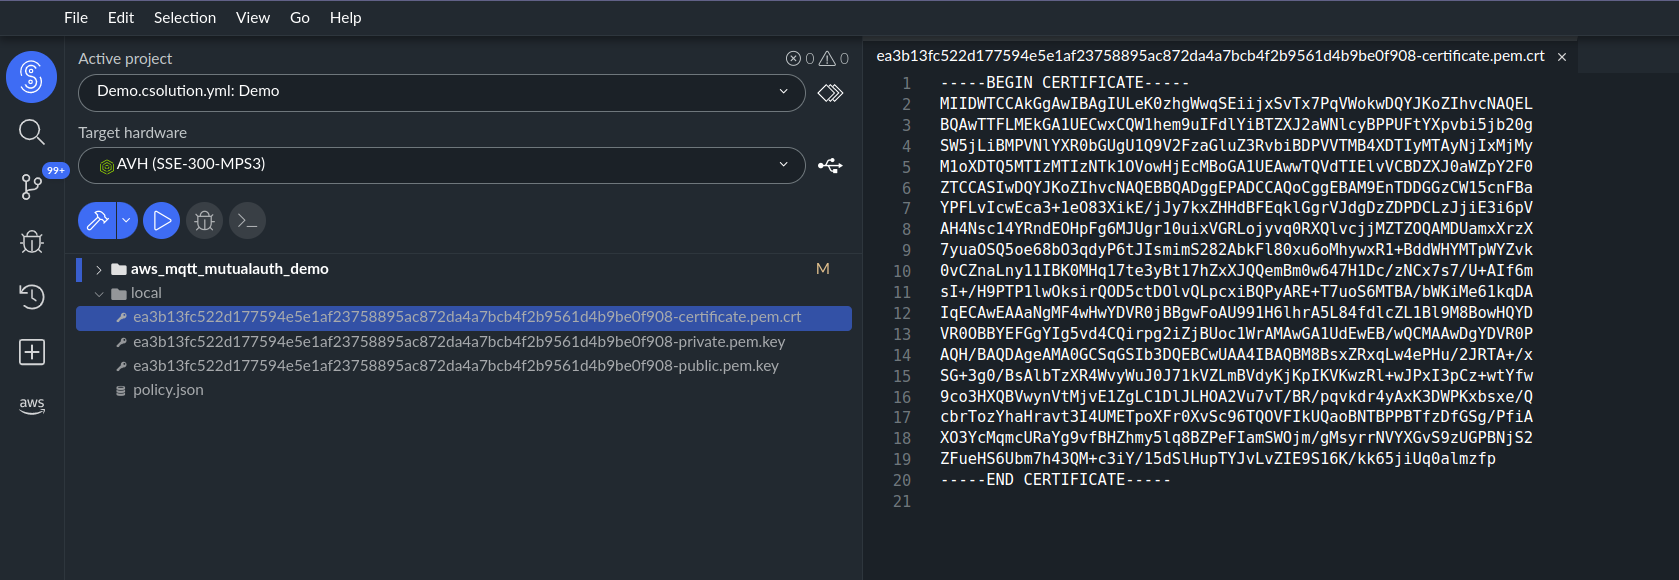 File Edit Selection View Go Help
Active project
0 0
Demo.csolution.yml: Demo
Target hardware
AVH (SSE-300-MPS3)
99+
aws_mqtt_mutualauth_demo M
local
ea3b13fc522d177594e5e1af23758895ac872da4a7bcb4f2b9561d4b9be0f908-certificate.pem.crt
ea3b13fc522d177594e5e1af23758895ac872da4a7bcb4f2b9561d4b9be0f908-private.pem.key
ea3b13fc522d177594e5e1af23758895ac872da4a7bcb4f2b9561d4b9be0f908-public.pem.key
policy.json
aws
ea3b13fc522d177594e5e1af23758895ac872da4a7bcb4f2b9561d4b9be0f908-certificate.pem.crt
1 -----BEGIN CERTIFICATE-----
2 MIIDWTCCAkGgAwIBAgIULeK0zhgWwqSEiijxSvTx7PqVWokwDQYJKoZIhvcNAQEL
3 BQAwTTFLMEkGA1UECwxCQW1hem9uIFdlYiBTZXJ2aWNlcyBPPUFtYXpvbi5jb20g
4 SW5jLiBMPVNlYXR0bGUgU1Q9V2FzaGluZ3RvbiBDPVVTMB4XDTIyMTAyNjIxMjMy
5 M1oXDTQ5MTIzMTIzNTk1OVowHjEcMBoGA1UEAwwTQVdTIElvVCBDZXJ0aWZpY2F0
6 ZTCCASIwDQYJKoZIhvcNAQEBBQADggEPADCCAQoCggEBAM9EnTDDGGzCW15cnFBa
7 YPFLvIcwEca3+1eO83XikE/jJy7kxZHHdBFEqklGgrVJdgDzZDPDCLzJjiE3i6pV
8 AH4Nsc14YRndEOHpFg6MJUgr10uixVGRLojyvq0RXQlvcjjMZTZOQAMDUamxXrzX
9 7yuaOSQ5oe68bO3qdyP6tJIsmimS282AbkFl80xu6oMhywxR1+BddWHYMTpWYZvk
10 0vCZnaLny11IBK0MHq17te3yBt17hZxXJQQemBm0w647H1Dc/zNCx7s7/U+AIf6m
11 sI+/H9PTP1lwOksirQOD5ctDOlvQLpcxiBQPyARE+T7uoS6MTBA/bWKiMe61kqDA
12 IqECAwEAAaNgMF4wHwYDVR0jBBgwFoAU991H6lhrA5L84fdlcZL1Bl9M8BowHQYD
13 VR0OBBYEFGgYIg5vd4CQirpg2iZjBUoc1WrAMAwGA1UdEwEB/wQCMAAwDgYDVR0P
14 AQH/BAQDAgeAMA0GCSqGSIb3DQEBCwUAA4IBAQBM8BsxZRxqLw4ePHu/2JRTA+/x
15 SG+3g0/BsAlbTzXR4WvyWuJ0J71kVZLmBVdyKjKpIKVKwzRl+wJPxI3pCz+wtYfw
16 9co3HXQBVwynVtMjvE1ZgLC1DlJLHOA2Vu7vT/BR/pqvkdr4yAxK3DWPKxbsxe/Q
17 cbrTozYhaHravt3I4UMETpoXFr0XvSc96TQOVFIkUQaoBNTBPPBTfzDfGSg/PfiA
18 XO3YcMqmcURaYg9vfBHZhmy5lq8BZPeFIamSWOjm/gMsyrrNVYXGvS9zUGPBNjS2
19 ZFueHS6Ubm7h43QM+c3iY/15dSlHupTYJvLvZIE9S16K/kk65jiUq0almzfp
20 -----END CERTIFICATE-----
21